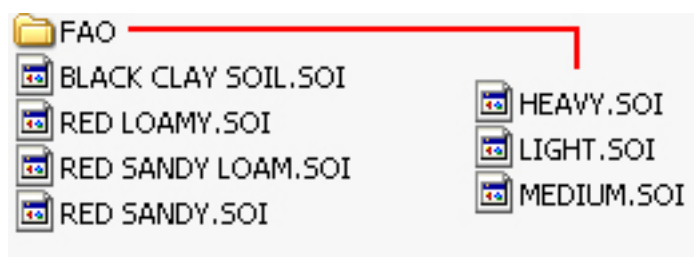 FAO
BLACK CLAY SOIL.SOI
RED LOAMY.SOI
RED SANDY LOAM.SOI
RED SANDY.SOI
HEAVY.SOI
LIGHT.SOI
MEDIUM.SOI